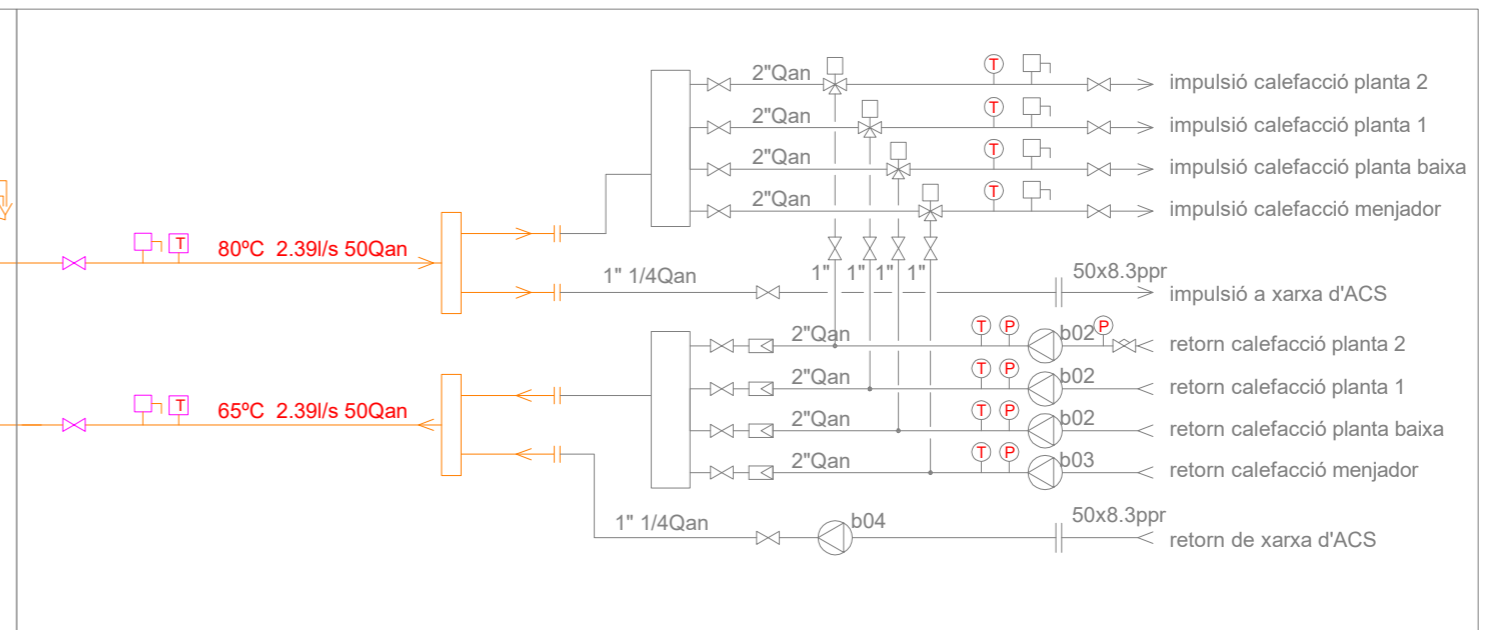 2"Qan
T
impulsió calefacció planta 2
2"Qan
T
impulsió calefacció planta 1
2"Qan
T
impulsió calefacció planta baixa
2"Qan
T
impulsió calefacció menjador
T
80ºC 2.39l/s 50Qan
1" 1/4Qan
1" 1" 1" 1"
50x8.3ppr
impulsió a xarxa d'ACS
2"Qan
T P b02 P
retorn calefacció planta 2
2"Qan
T P b02
retorn calefacció planta 1
T
65ºC 2.39l/s 50Qan
2"Qan
T P b02
retorn calefacció planta baixa
2"Qan
T P b03
retorn calefacció menjador
1" 1/4Qan
b04
50x8.3ppr
retorn de xarxa d'ACS